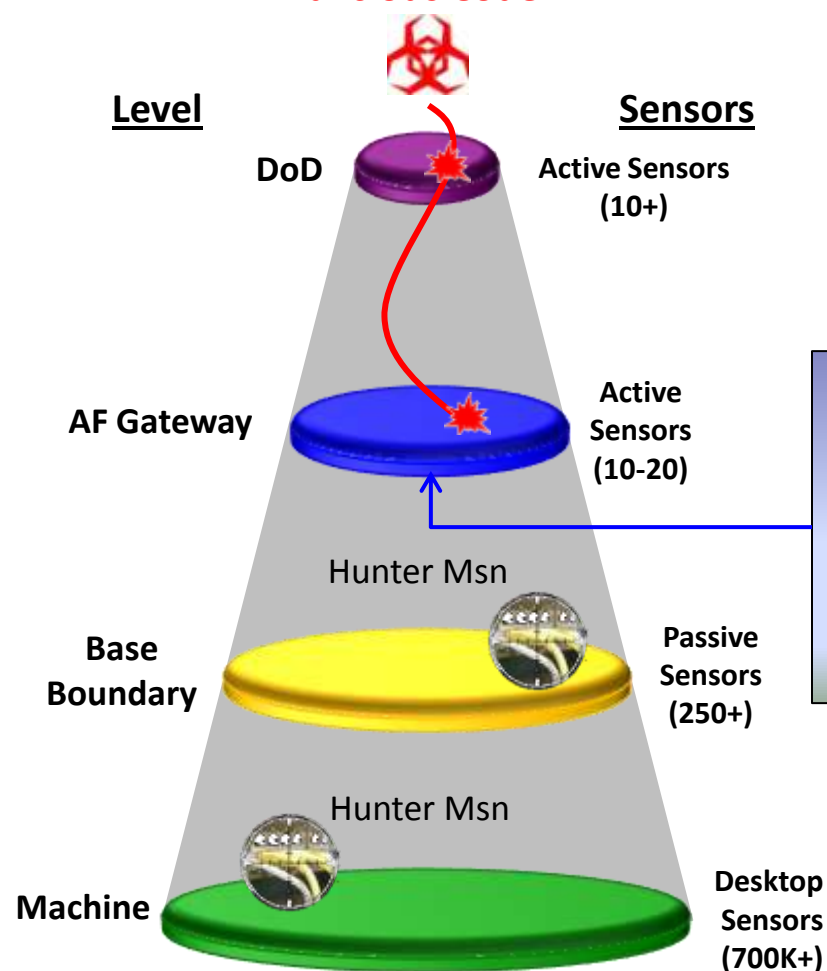 Level
Sensors
DoD
Active Sensors
(10+)
AF Gateway
Active
Sensors
(10-20)
Hunter Msn
Base
Boundary
Passive
Sensors
(250+)
Hunter Msn
Machine
Desktop
Sensors
(700K+)